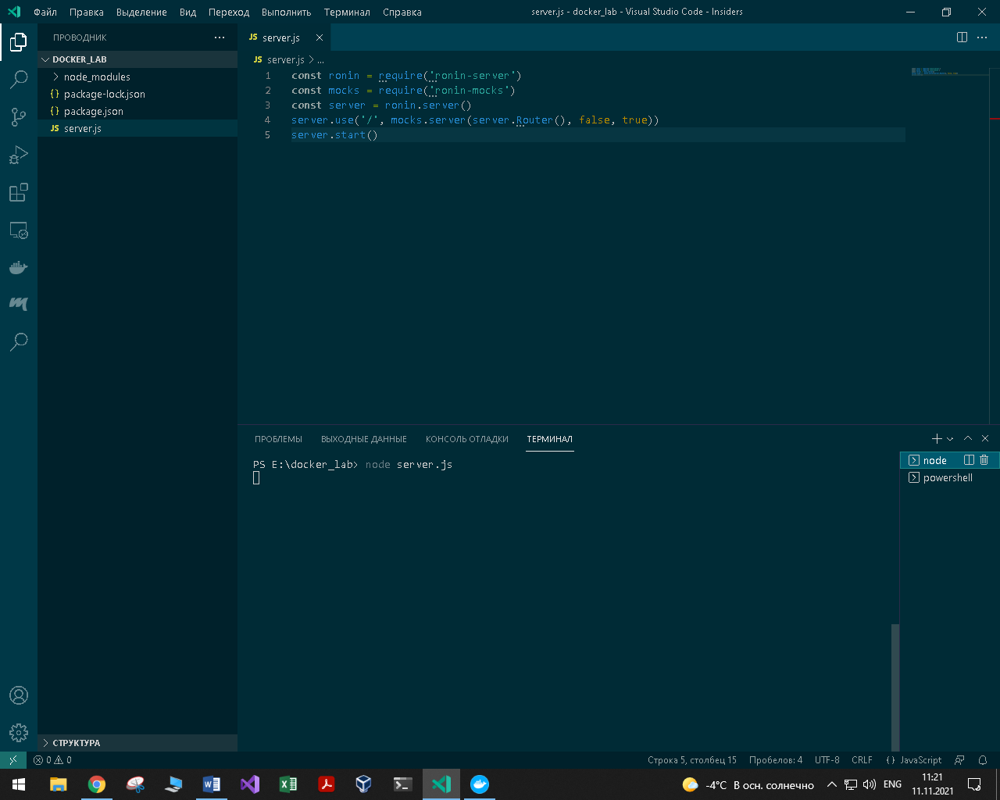 Файл Правка Выделение Вид Переход Выполнить Терминал Справка server.js - docker_lab - Visual Studio Code - Insiders
ПРОВОДНИК
DOCKER_LAB
node_modules
{} package-lock.json
{} package.json
JS server.js
СТРУКТУРА
JS server.js
JS server.js > ...
1 const ronin = require('ronin-server')
2 const mocks = require('ronin-mocks')
3 const server = ronin.server()
4 server.use('/', mocks.server(server.Router(), false, true))
5 server.start()
ПРОБЛЕМЫ ВЫХОДНЫЕ ДАННЫЕ КОНСОЛЬ ОТЛАДКИ ТЕРМИНАЛ
PS E:\docker_lab> node server.js
node
powershell
0 0 Строка 5, столбец 15 Пробелов: 4 UTF-8 CRLF {} JavaScript
-4°C В осн. солнечно ENG 11:21
11.11.2021